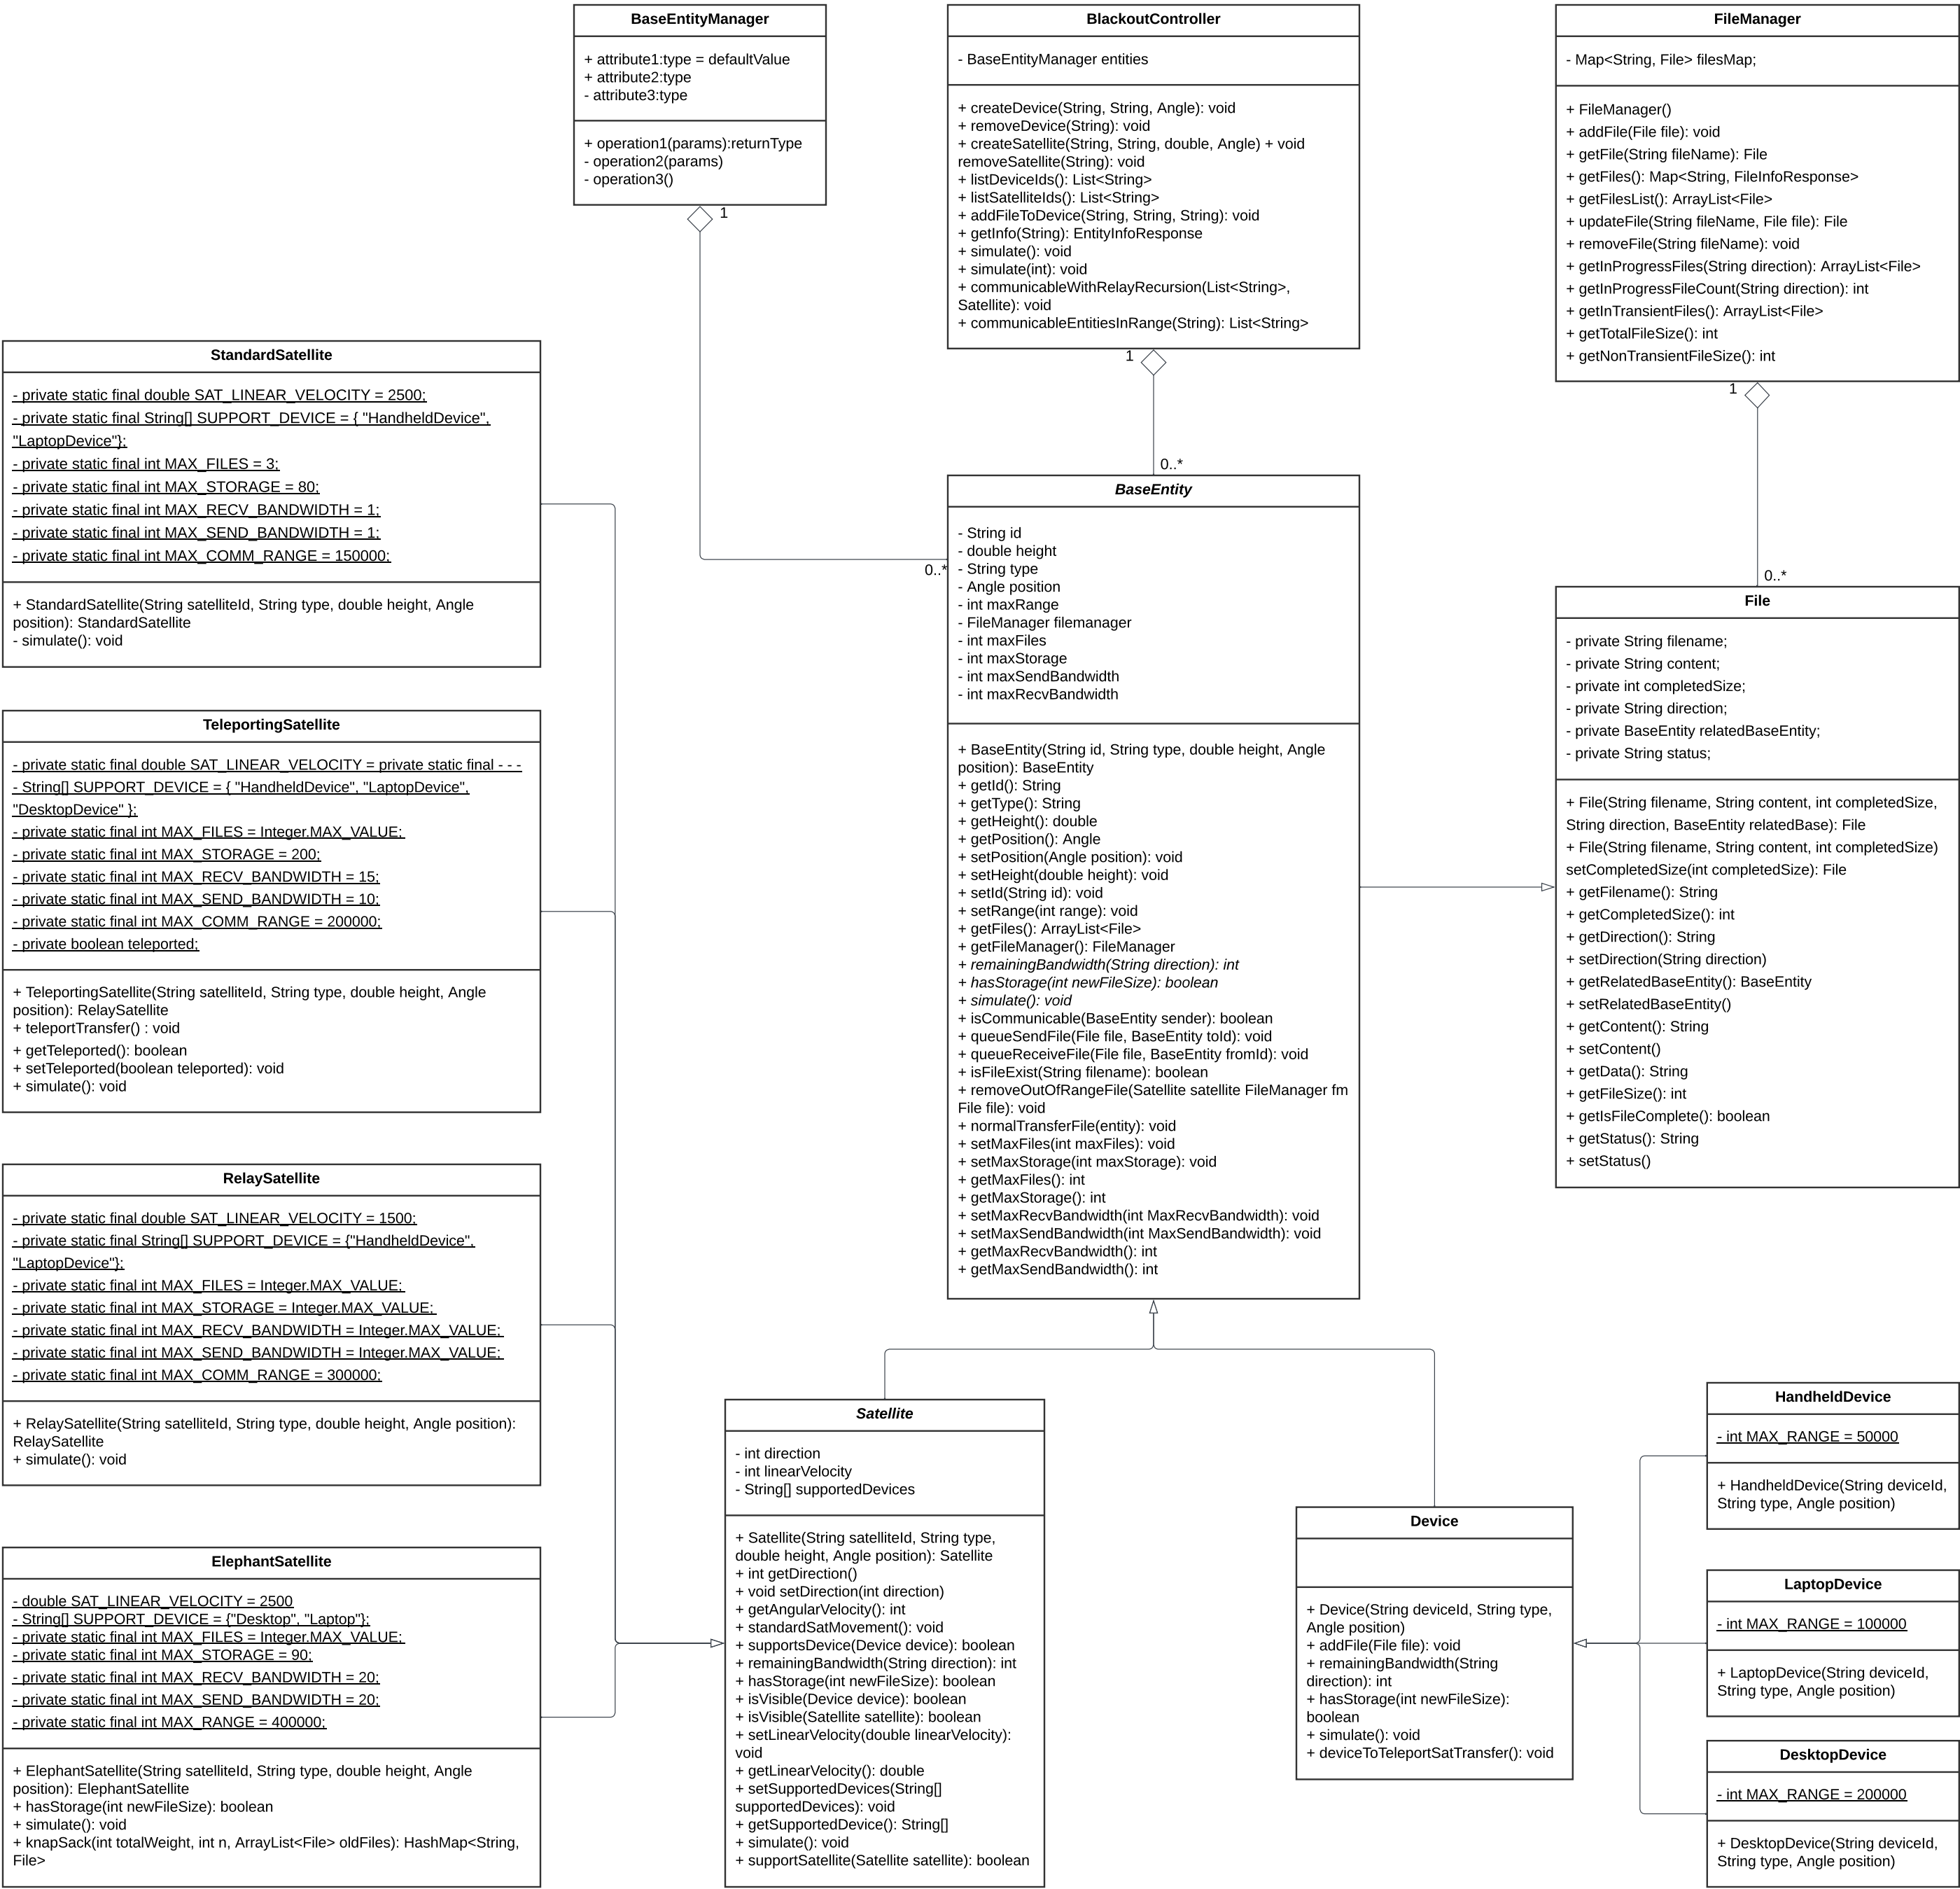 BaseEntityManager
+ attribute1:type = defaultValue
+ attribute2:type
- attribute3:type
+ operation1(params):returnType
- operation2(params)
- operation3()
1
BlackoutController
- BaseEntityManager entities
+ createDevice(String, String, Angle): void
+ removeDevice(String): void
+ createSatellite(String, String, double, Angle) + void
removeSatellite(String): void
+ listDeviceIds(): List<String>
+ listSatelliteIds(): List<String>
+ addFileToDevice(String, String, String): void
+ getInfo(String): EntityInfoResponse
+ simulate(): void
+ simulate(int): void
+ communicableWithRelayRecursion(List<String>,
Satellite): void
+ communicableEntitiesInRange(String): List<String>
1
0..*
FileManager
- Map<String, File> filesMap;
+ FileManager()
+ addFile(File file): void
+ getFile(String fileName): File
+ getFiles(): Map<String, FileInfoResponse>
+ getFilesList(): ArrayList<File>
+ updateFile(String fileName, File file): File
+ removeFile(String fileName): void
+ getInProgressFiles(String direction): ArrayList<File>
+ getInProgressFileCount(String direction): int
+ getInTransientFiles(): ArrayList<File>
+ getTotalFileSize(): int
+ getNonTransientFileSize(): int
1
0..*
StandardSatellite
- private static final double SAT_LINEAR_VELOCITY = 2500;
- private static final String[] SUPPORT_DEVICE = { "HandheldDevice",
"LaptopDevice"};
- private static final int MAX_FILES = 3;
- private static final int MAX_STORAGE = 80;
- private static final int MAX_RECV_BANDWIDTH = 1;
- private static final int MAX_SEND_BANDWIDTH = 1;
- private static final int MAX_COMM_RANGE = 150000;
+ StandardSatellite(String satelliteId, String type, double height, Angle
position): StandardSatellite
- simulate(): void
0..*
BaseEntity
- String id
- double height
- String type
- Angle position
- int maxRange
- FileManager filemanager
- int maxFiles
- int maxStorage
- int maxSendBandwidth
- int maxRecvBandwidth
+ BaseEntity(String id, String type, double height, Angle
position): BaseEntity
+ getId(): String
+ getType(): String
+ getHeight(): double
+ getPosition(): Angle
+ setPosition(Angle position): void
+ setHeight(double height): void
+ setId(String id): void
+ setRange(int range): void
+ getFiles(): ArrayList<File>
+ getFileManager(): FileManager
+ remainingBandwidth(String direction): int
+ hasStorage(int newFileSize): boolean
+ simulate(): void
+ isCommunicable(BaseEntity sender): boolean
+ queueSendFile(File file, BaseEntity toId): void
+ queueReceiveFile(File file, BaseEntity fromId): void
+ isFileExist(String filename): boolean
+ removeOutOfRangeFile(Satellite satellite FileManager fm
File file): void
+ normalTransferFile(entity): void
+ setMaxFiles(int maxFiles): void
+ setMaxStorage(int maxStorage): void
+ getMaxFiles(): int
+ getMaxStorage(): int
+ setMaxRecvBandwidth(int MaxRecvBandwidth): void
+ setMaxSendBandwidth(int MaxSendBandwidth): void
+ getMaxRecvBandwidth(): int
+ getMaxSendBandwidth(): int
File
- private String filename;
- private String content;
- private int completedSize;
- private String direction;
- private BaseEntity relatedBaseEntity;
- private String status;
+ File(String filename, String content, int completedSize,
String direction, BaseEntity relatedBase): File
+ File(String filename, String content, int completedSize)
setCompletedSize(int completedSize): File
+ getFilename(): String
+ getCompletedSize(): int
+ getDirection(): String
+ setDirection(String direction)
+ getRelatedBaseEntity(): BaseEntity
+ setRelatedBaseEntity()
+ getContent(): String
+ setContent()
+ getData(): String
+ getFileSize(): int
+ getIsFileComplete(): boolean
+ getStatus(): String
+ setStatus()
TeleportingSatellite
- private static final double SAT_LINEAR_VELOCITY = private static final - - -
- String[] SUPPORT_DEVICE = { "HandheldDevice", "LaptopDevice",
"DesktopDevice" };
- private static final int MAX_FILES = Integer.MAX_VALUE;
- private static final int MAX_STORAGE = 200;
- private static final int MAX_RECV_BANDWIDTH = 15;
- private static final int MAX_SEND_BANDWIDTH = 10;
- private static final int MAX_COMM_RANGE = 200000;
- private boolean teleported;
+ TeleportingSatellite(String satelliteId, String type, double height, Angle
position): RelaySatellite
+ teleportTransfer() : void
+ getTeleported(): boolean
+ setTeleported(boolean teleported): void
+ simulate(): void
RelaySatellite
- private static final double SAT_LINEAR_VELOCITY = 1500;
- private static final String[] SUPPORT_DEVICE = {"HandheldDevice",
"LaptopDevice"};
- private static final int MAX_FILES = Integer.MAX_VALUE;
- private static final int MAX_STORAGE = Integer.MAX_VALUE;
- private static final int MAX_RECV_BANDWIDTH = Integer.MAX_VALUE;
- private static final int MAX_SEND_BANDWIDTH = Integer.MAX_VALUE;
- private static final int MAX_COMM_RANGE = 300000;
+ RelaySatellite(String satelliteId, String type, double height, Angle position):
RelaySatellite
+ simulate(): void
ElephantSatellite
- double SAT_LINEAR_VELOCITY = 2500
- String[] SUPPORT_DEVICE = {"Desktop", "Laptop"};
- private static final int MAX_FILES = Integer.MAX_VALUE;
- private static final int MAX_STORAGE = 90;
- private static final int MAX_RECV_BANDWIDTH = 20;
- private static final int MAX_SEND_BANDWIDTH = 20;
- private static final int MAX_RANGE = 400000;
+ ElephantSatellite(String satelliteId, String type, double height, Angle
position): ElephantSatellite
+ hasStorage(int newFileSize): boolean
+ simulate(): void
+ knapSack(int totalWeight, int n, ArrayList<File> oldFiles): HashMap<String,
File>
Satellite
- int direction
- int linearVelocity
- String[] supportedDevices
+ Satellite(String satelliteId, String type,
double height, Angle position): Satellite
+ int getDirection()
+ void setDirection(int direction)
+ getAngularVelocity(): int
+ standardSatMovement(): void
+ supportsDevice(Device device): boolean
+ remainingBandwidth(String direction): int
+ hasStorage(int newFileSize): boolean
+ isVisible(Device device): boolean
+ isVisible(Satellite satellite): boolean
+ setLinearVelocity(double linearVelocity):
void
+ getLinearVelocity(): double
+ setSupportedDevices(String[]
supportedDevices): void
+ getSupportedDevice(): String[]
+ simulate(): void
+ supportSatellite(Satellite satellite): boolean
Device
+ Device(String deviceId, String type,
Angle position)
+ addFile(File file): void
+ remainingBandwidth(String
direction): int
+ hasStorage(int newFileSize):
boolean
+ simulate(): void
+ deviceToTeleportSatTransfer(): void
HandheldDevice
- int MAX_RANGE = 50000
+ HandheldDevice(String deviceId,
String type, Angle position)
LaptopDevice
- int MAX_RANGE = 100000
+ LaptopDevice(String deviceId,
String type, Angle position)
DesktopDevice
- int MAX_RANGE = 200000
+ DesktopDevice(String deviceId,
String type, Angle position)